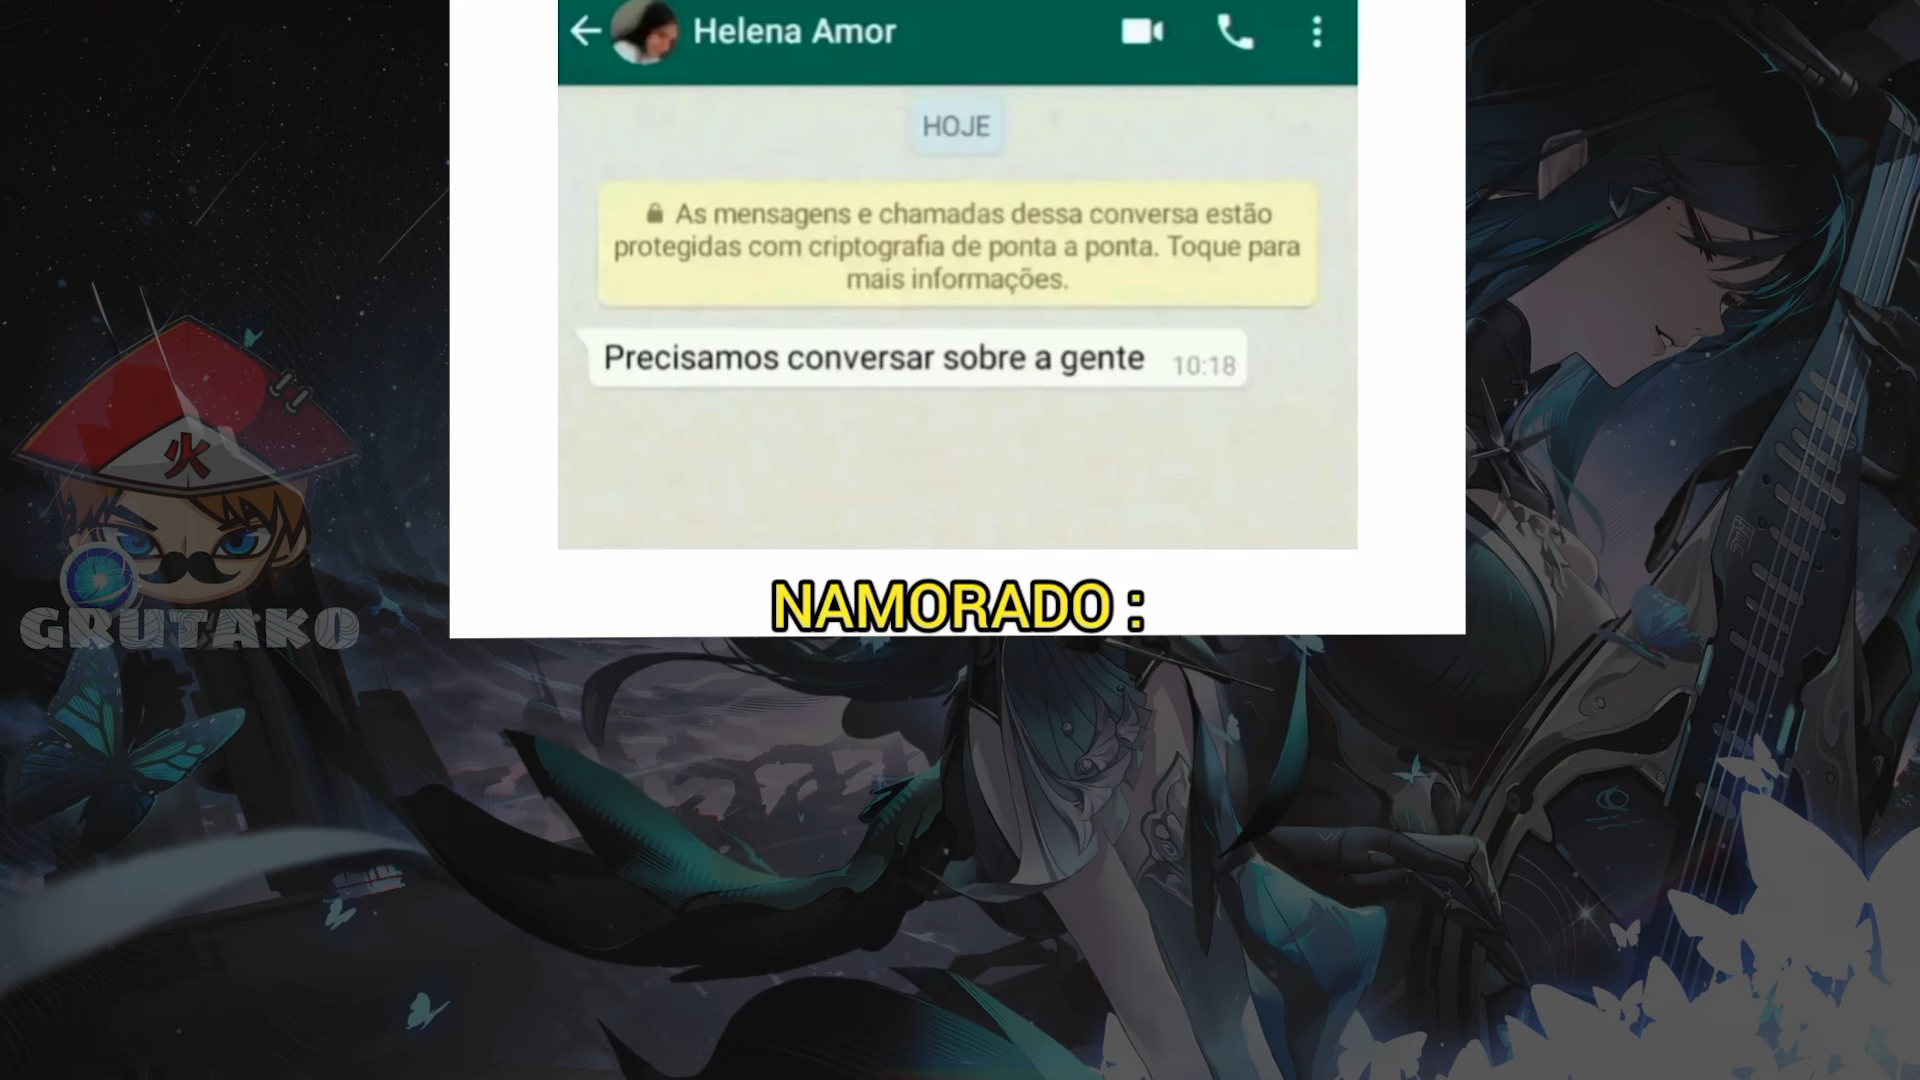 Helena Amor
HOJE
As mensagens e chamadas dessa conversa estão
protegidas com criptografia de ponta a ponta. Toque para
mais informações.
Precisamos conversar sobre a gente 10:18
NAMORADO :
火
GRUTAKO